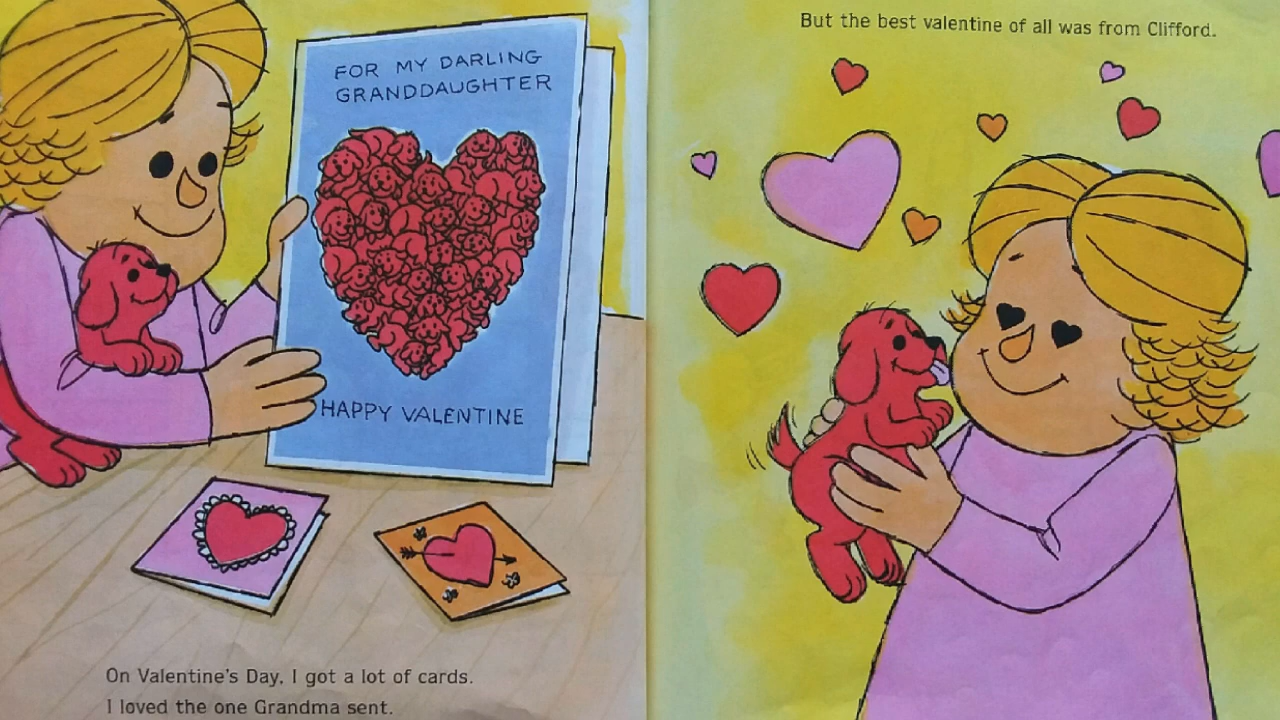 FOR MY DARLING
GRANDDAUGHTER
HAPPY VALENTINE
On Valentine's Day, I got a lot of cards.
I loved the one Grandma sent.
But the best valentine of all was from Clifford.